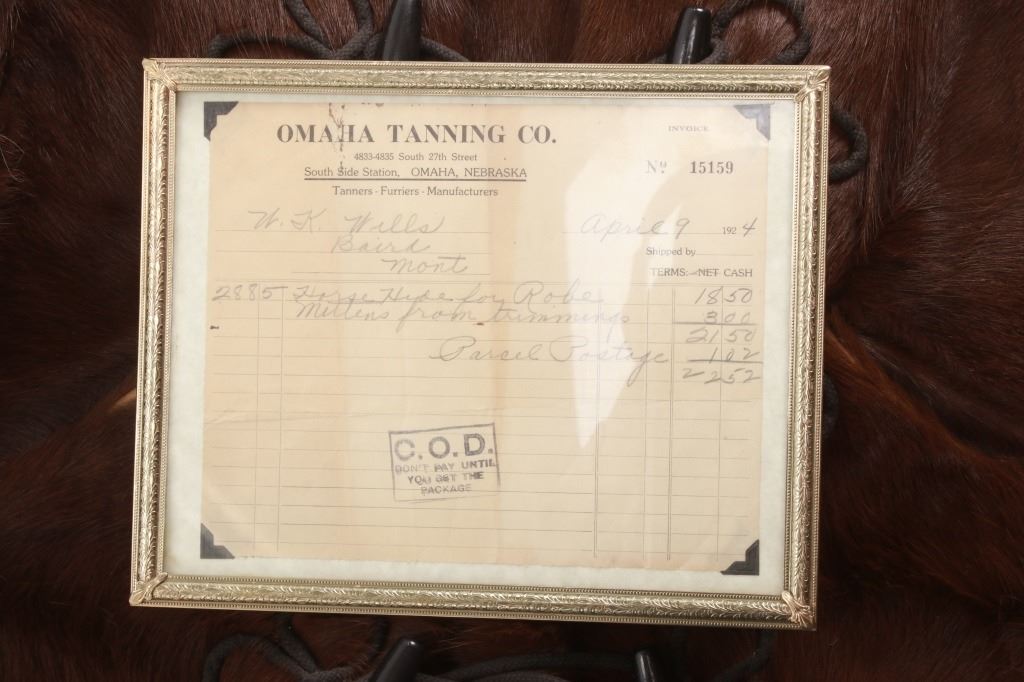 OMAHA TANNING CO.
INVOICE
4833-4835 South 27th Street
South Side Station, OMAHA, NEBRASKA
No 15159
Tanners - Furriers - Manufacturers
W. K. Wells
April 9 1924
Baird
Shipped by
Mont
TERMS: NET CASH
2885 Horse Hide for Robe 18 50
Mittens from trimmings 3 00
21 50
Parcel Postage 1 02
22 52
C.O.D.
DON'T PAY UNTIL
YOU GET THE
PACKAGE